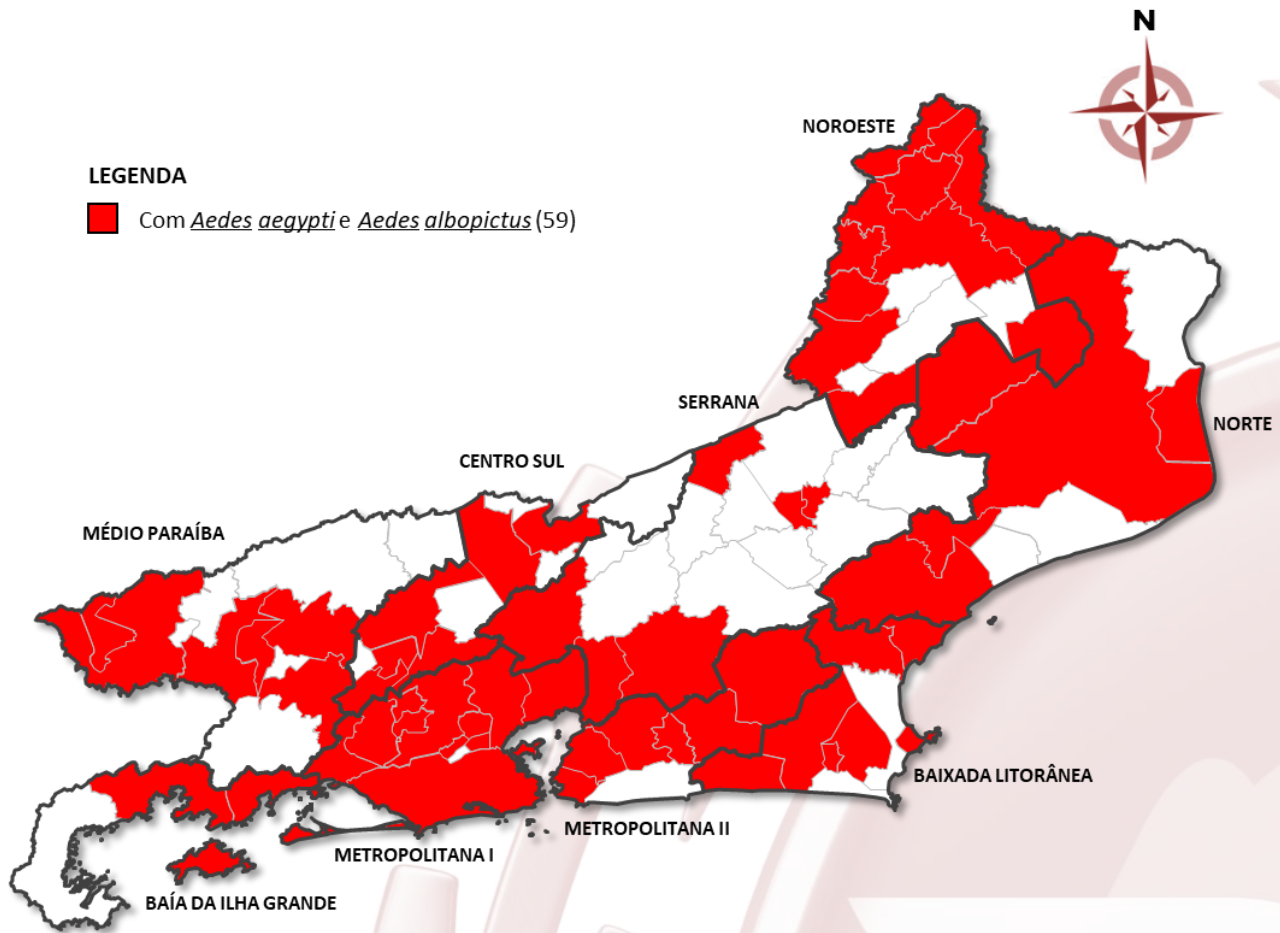 N
NOROESTE
LEGENDA
Com Aedes aegypti e Aedes albopictus (59)
SERRANA
NORTE
CENTRO SUL
MÉDIO PARAÍBA
BAIXADA LITORÂNEA
METROPOLITANA II
METROPOLITANA I
BAÍA DA ILHA GRANDE